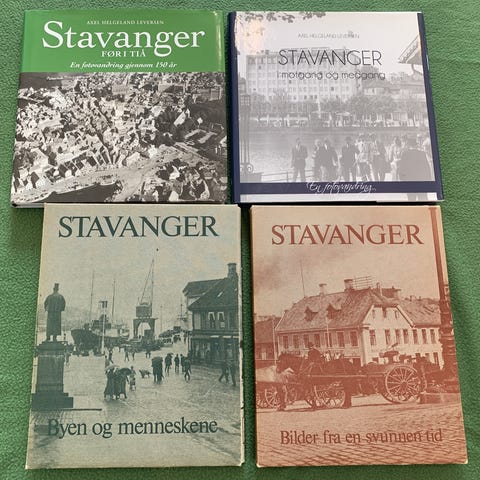 AXEL HELGELAND LEVERSEN
Stavanger
FØR I TIÅ
En fotovandring gjennom 150 år
AXEL HELGELAND LEVERSEN
STAVANGER
i motgang og medgang
En fotovandring
STAVANGER
Byen og menneskene
STAVANGER
Bilder fra en svunnen tid